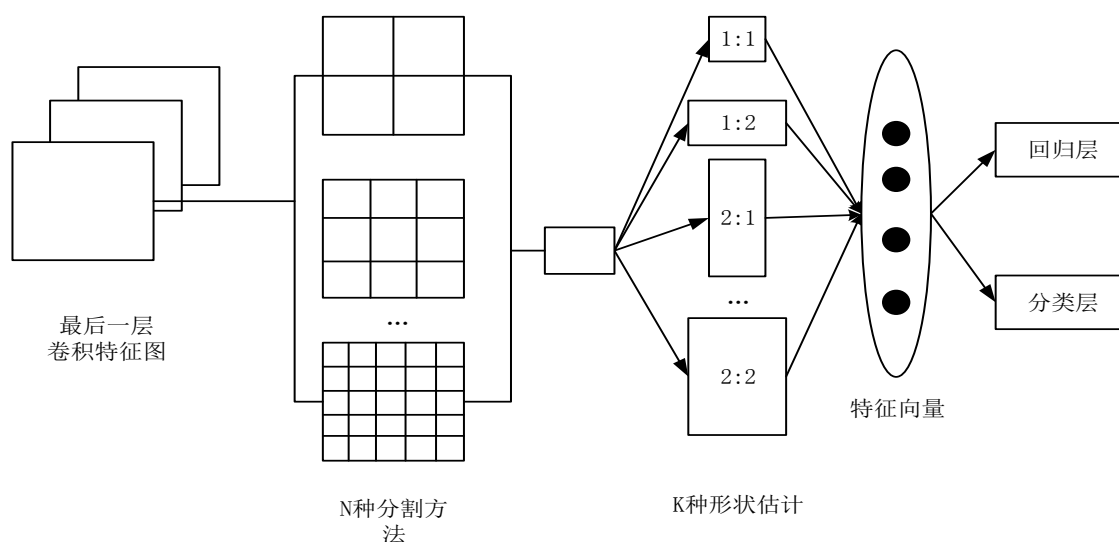 最后一层
卷积特征图
...
N种分割方
法
1:1
1:2
2:1
...
2:2
K种形状估计
特征向量
回归层
分类层